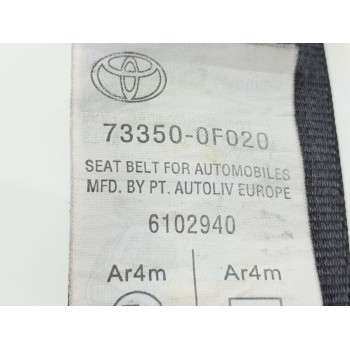 73350-0F020
SEAT BELT FOR AUTOMOBILES
MFD. BY PT. AUTOLIV EUROPE
6102940
Ar4m Ar4m